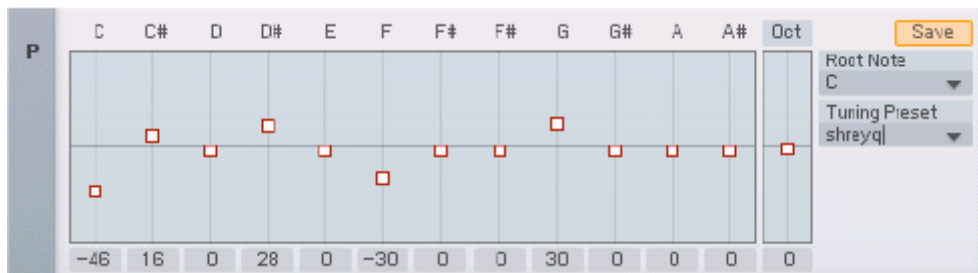 C C# D D# E F F# F# G G# A A# Oct Save
P
Root Note
C
Tuning Preset
shreyq
-46 16 0 28 0 -30 0 0 30 0 0 0 0